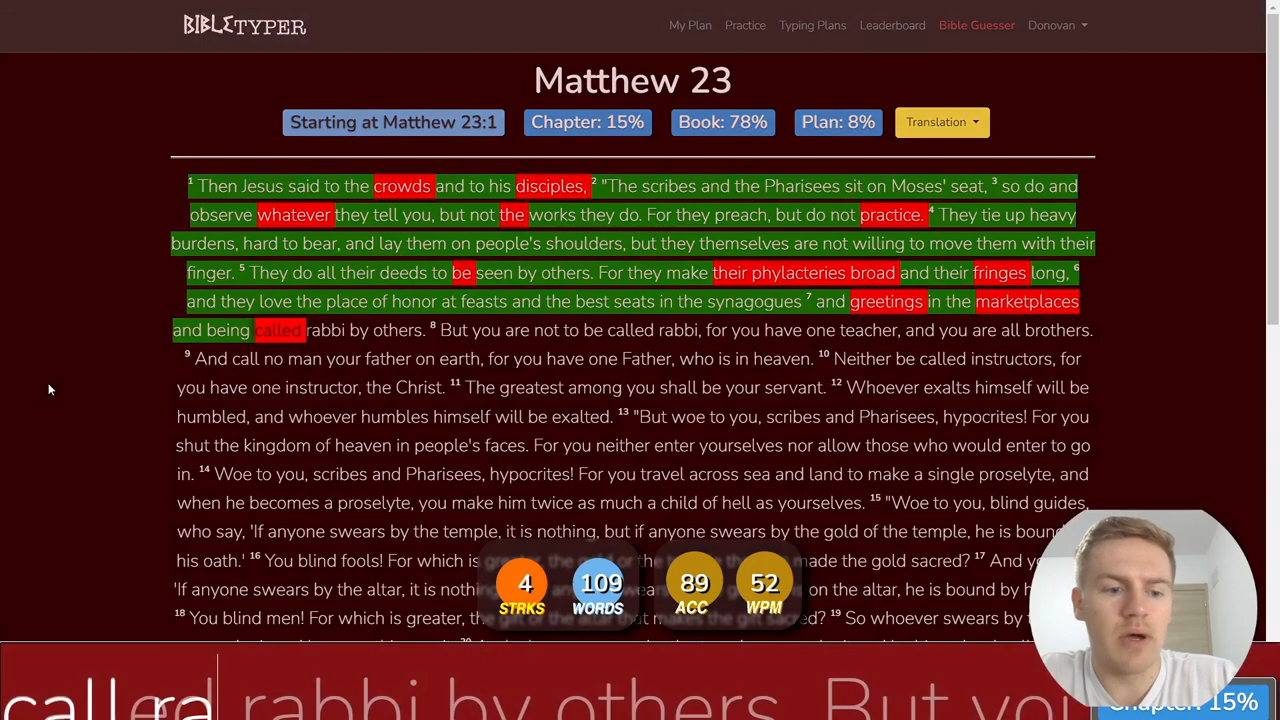 BIBLETYPER
My Plan Practice Typing Plans Leaderboard Bible Guesser Donovan
Matthew 23
Starting at Matthew 23:1 Chapter: 15% Book: 78% Plan: 8% Translation
1 Then Jesus said to the crowds and to his disciples, 2 "The scribes and the Pharisees sit on Moses' seat, 3 so do and
observe whatever they tell you, but not the works they do. For they preach, but do not practice. 4 They tie up heavy
burdens, hard to bear, and lay them on people's shoulders, but they themselves are not willing to move them with their
finger. 5 They do all their deeds to be seen by others. For they make their phylacteries broad and their fringes long, 6
and they love the place of honor at feasts and the best seats in the synagogues 7 and greetings in the marketplaces
and being called rabbi by others. 8 But you are not to be called rabbi, for you have one teacher, and you are all brothers.
9 And call no man your father on earth, for you have one Father, who is in heaven. 10 Neither be called instructors, for
you have one instructor, the Christ. 11 The greatest among you shall be your servant. 12 Whoever exalts himself will be
humbled, and whoever humbles himself will be exalted. 13 "But woe to you, scribes and Pharisees, hypocrites! For you
shut the kingdom of heaven in people's faces. For you neither enter yourselves nor allow those who would enter to go
in. 14 Woe to you, scribes and Pharisees, hypocrites! For you travel across sea and land to make a single proselyte, and
when he becomes a proselyte, you make him twice as much a child of hell as yourselves. 15 "Woe to you, blind guides,
who say, 'If anyone swears by the temple, it is nothing, but if anyone swears by the gold of the temple, he is bound
his oath.' 16 You blind fools! For which is greater, the gold or the made the gold sacred? 17 And
'If anyone swears by the altar, it is on the altar, he is bound by
18 You blind men! For which is greater, the gift or the altar that makes the gift sacred? 19 So whoever swears by
4 STRKS 109 WORDS 89 ACC 52 WPM
called rabbi by others. But you
Chapter 15%